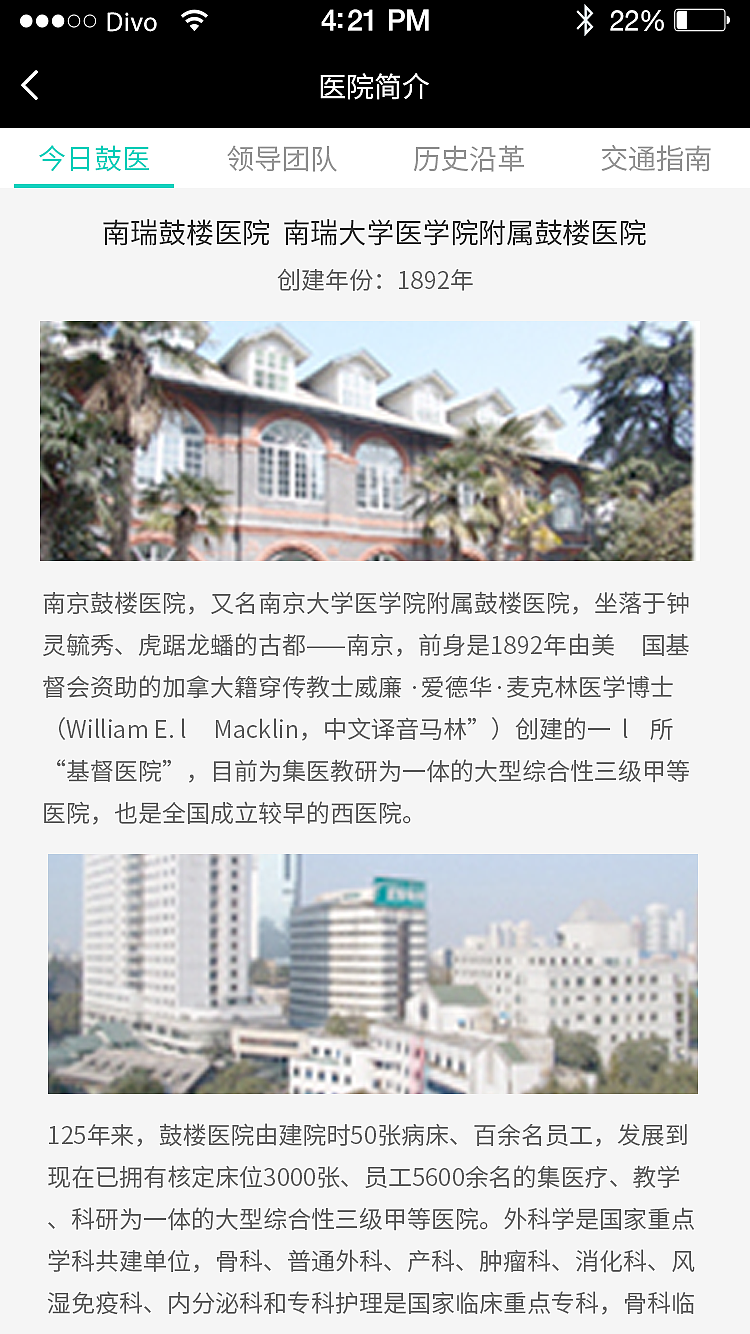 Divo 4:21 PM 22%
医院简介
今日鼓医 领导团队 历史沿革 交通指南
南瑞鼓楼医院 南瑞大学医学院附属鼓楼医院
创建年份：1892年
南京鼓楼医院，又名南京大学医学院附属鼓楼医院，坐落于钟
灵毓秀、虎踞龙蟠的古都——南京，前身是1892年由美 国基
督会资助的加拿大籍穿传教士威廉 ·爱德华·麦克林医学博士
（William E. l Macklin，中文译音马林”）创建的一 l 所
“基督医院”，目前为集医教研为一体的大型综合性三级甲等
医院，也是全国成立较早的西医院。
125年来，鼓楼医院由建院时50张病床、百余名员工，发展到
现在已拥有核定床位3000张、员工5600余名的集医疗、教学
、科研为一体的大型综合性三级甲等医院。外科学是国家重点
学科共建单位，骨科、普通外科、产科、肿瘤科、消化科、风
湿免疫科、内分泌科和专科护理是国家临床重点专科，骨科临